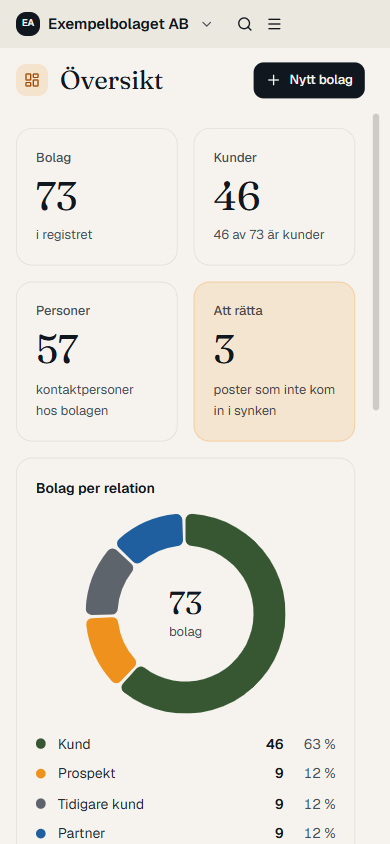 EA Exempelbolaget AB
Översikt
Nytt bolag
Bolag
73
i registret
Kunder
46
46 av 73 är kunder
Personer
57
kontaktpersoner
hos bolagen
Att rätta
3
poster som inte kom
in i synken
Bolag per relation
73
bolag
Kund 46 63 %
Prospekt 9 12 %
Tidigare kund 9 12 %
Partner 9 12 %